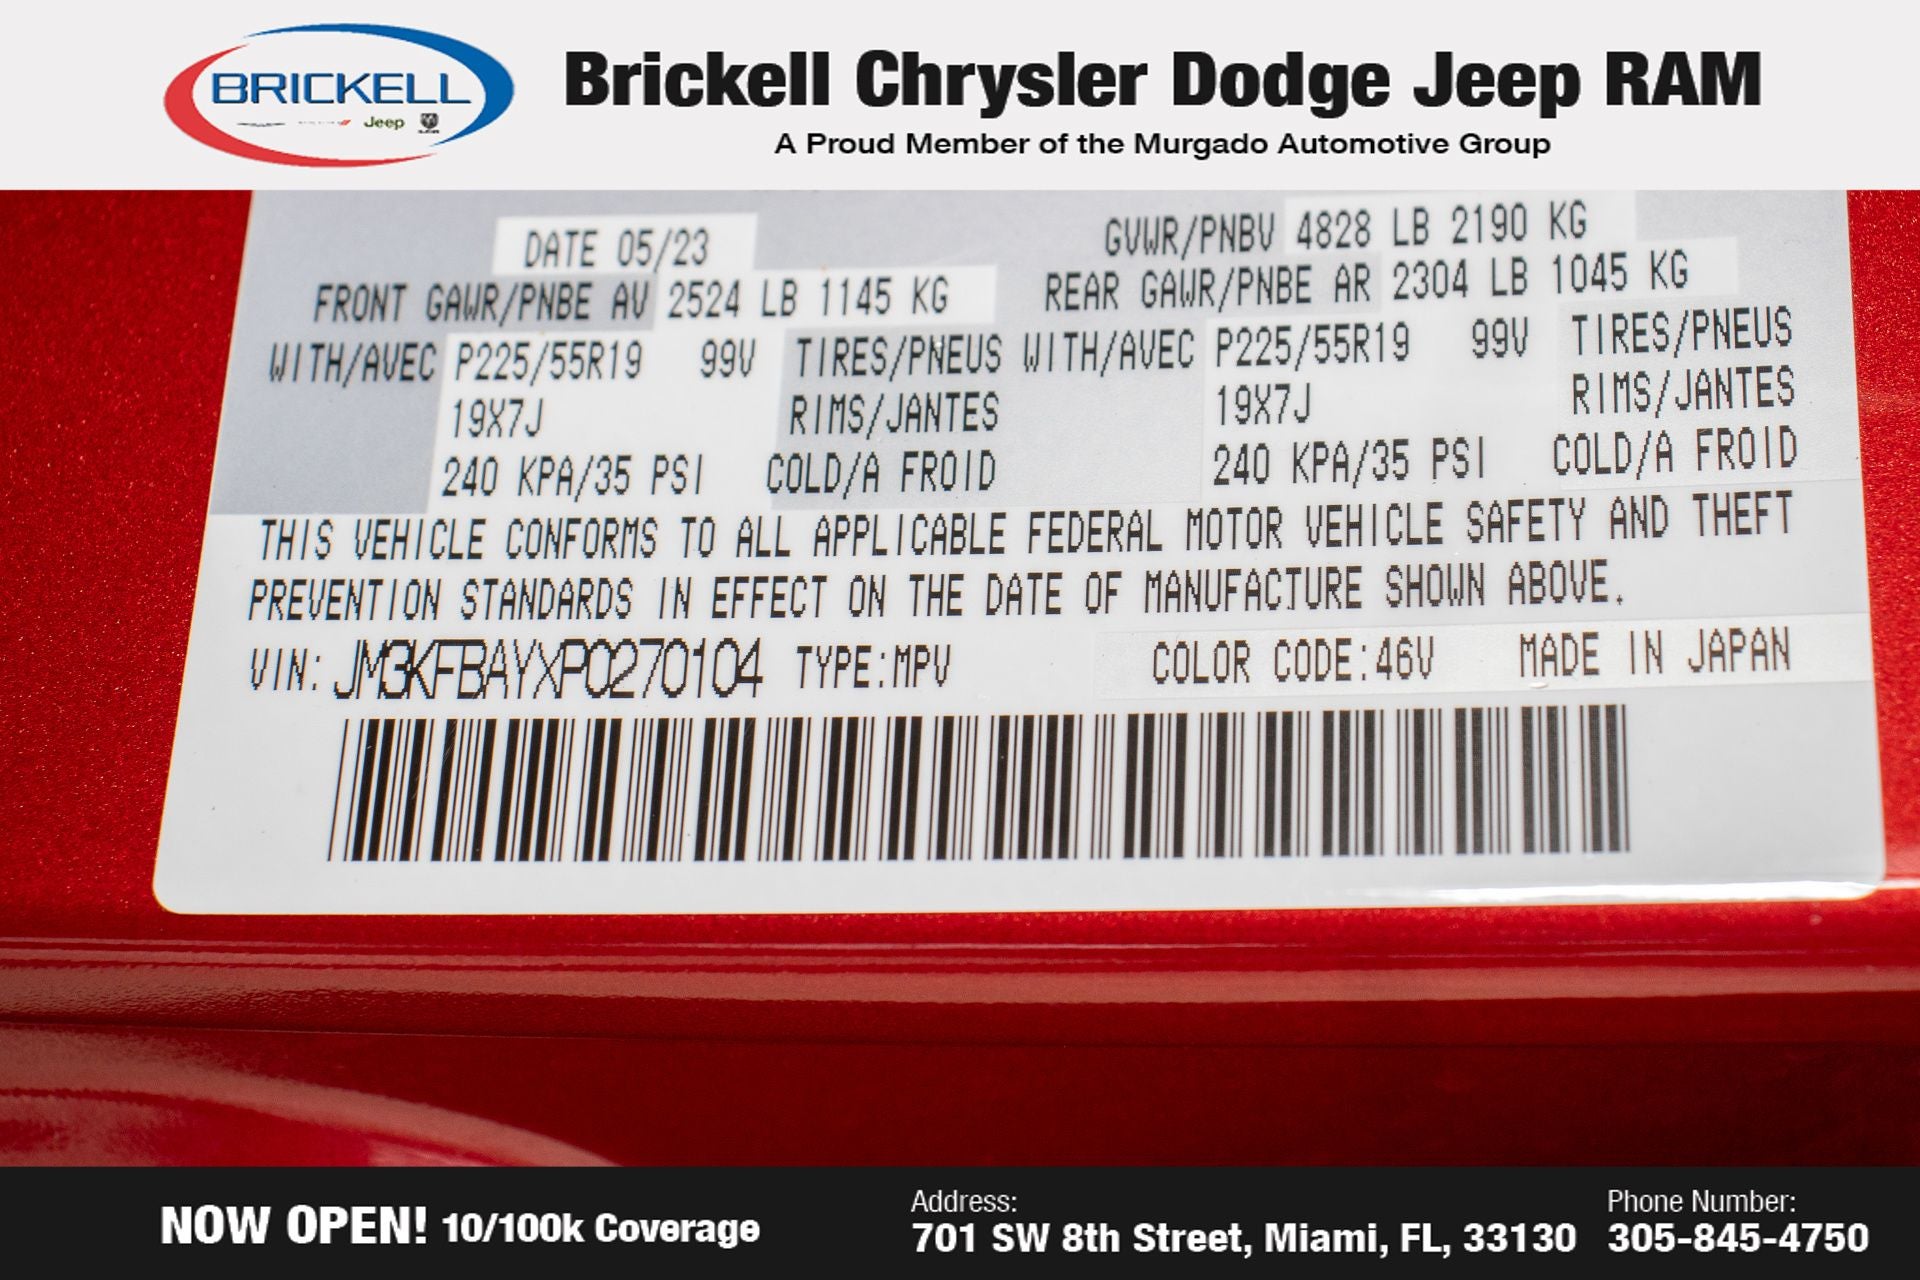 BRICKELL
Jeep
RAM
Brickell Chrysler Dodge Jeep RAM
A Proud Member of the Murgado Automotive Group
DATE 05/23 GVWR/PNBV 4828 LB 2190 KG
FRONT GAWR/PNBE AV 2524 LB 1145 KG REAR GAWR/PNBE AR 2304 LB 1045 KG
WITH/AVEC P225/55R19 99V TIRES/PNEUS WITH/AVEC P225/55R19 99V TIRES/PNEUS
19X7J RIMS/JANTES 19X7J RIMS/JANTES
240 KPA/35 PSI COLD/A FROID 240 KPA/35 PSI COLD/A FROID
THIS VEHICLE CONFORMS TO ALL APPLICABLE FEDERAL MOTOR VEHICLE SAFETY AND THEFT
PREVENTION STANDARDS IN EFFECT ON THE DATE OF MANUFACTURE SHOWN ABOVE.
VIN: JM3KFBAYXP0270104 TYPE:MPV COLOR CODE:46V MADE IN JAPAN
NOW OPEN! 10/100k Coverage
Address:
701 SW 8th Street, Miami, FL, 33130
Phone Number:
305-845-4750